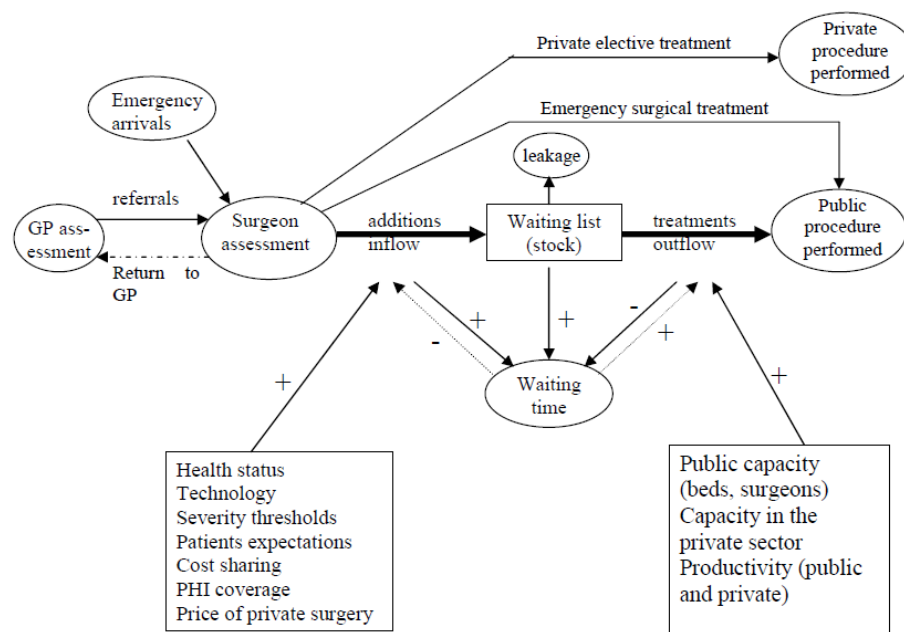 Private elective treatment
Private
procedure
performed
Emergency
arrivals
Emergency surgical treatment
leakage
referrals
GP ass-
essment
Surgeon
assessment
additions
inflow
Waiting list
(stock)
treatments
outflow
Public
procedure
performed
Return to
GP
+
-
+
-
+
+
+
Waiting
time
+
Health status
Technology
Severity thresholds
Patients expectations
Cost sharing
PHI coverage
Price of private surgery
Public capacity
(beds, surgeons)
Capacity in the
private sector
Productivity (public
and private)